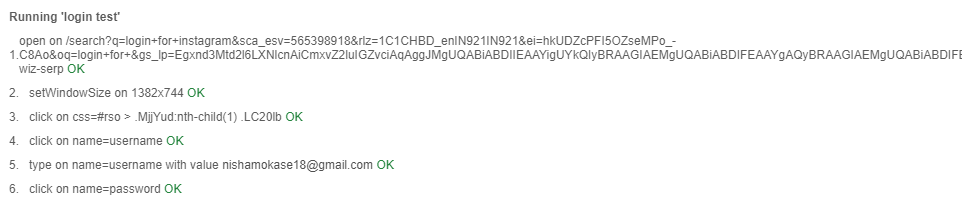 Running 'login test'
open on /search?q=login+for+instagram&sca_esv=565398918&rlz=1C1CHBD_enIN921IN921&ei=hkUDZcPFI5OZseMPo_-
1.C8Ao&oq=login+for+&gs_lp=Egxnd3Mtd2l6LXNlcnAiCmxvZ2luIGZvciAqAggJMgUQABiABDIIEAAYigUYkQIyBRAAGIAEMgUQABiABDIFEAAYgAQyBRAAGIAEMgUQABiABDIFE
wiz-serp OK
2. setWindowSize on 1382x744 OK
3. click on css=#rso > .MjjYud:nth-child(1) .LC20lb OK
4. click on name=username OK
5. type on name=username with value nishamokase18@gmail.com OK
6. click on name=password OK